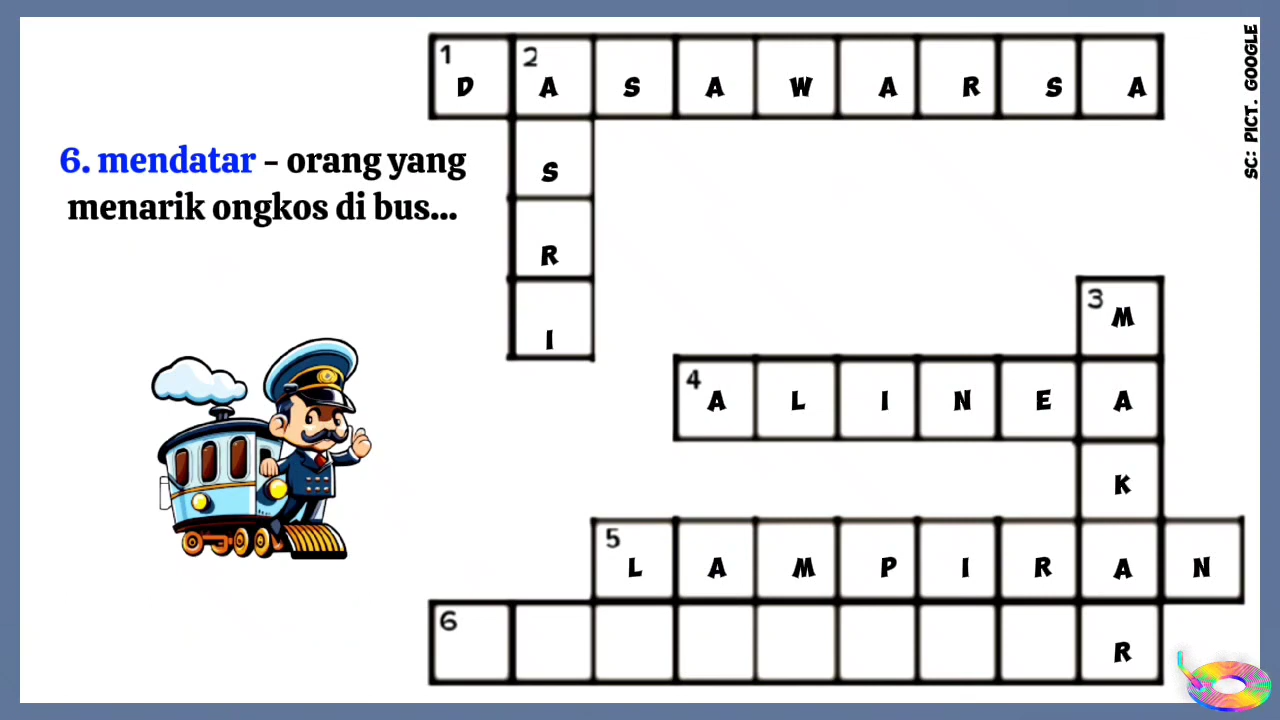 6. mendatar - orang yang
menarik ongkos di bus...
1 D 2 A S A W A R S A
S
R
I
3 M
4 A L I N E A
K
5 L A M P I R A N
6 R
SC: PICT. GOOGLE